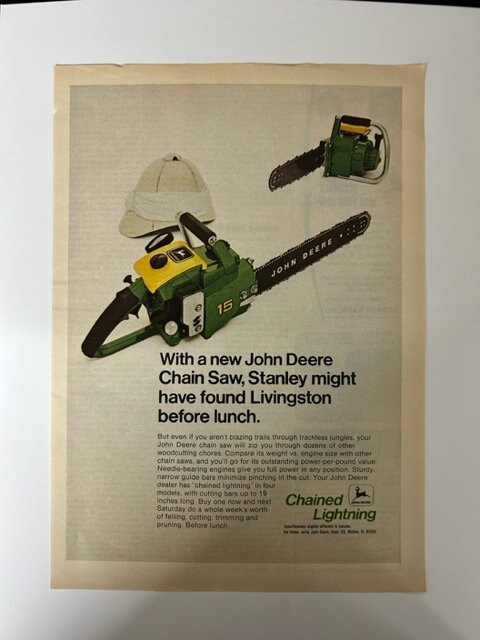 JOHN DEERE
15
With a new John Deere
Chain Saw, Stanley might
have found Livingston
before lunch.
But even if you aren't blazing trails through trackless jungles, your
John Deere chain saw will zip you through dozens of other
woodcutting chores. Compare its weight vs. engine size with other
chain saws, and you'll go for its outstanding power-per-pound value.
Needle-bearing engines give you full power in any position. Sturdy,
narrow guide bars minimize pinching in the cut. Your John Deere
dealer has "chained lightning" in four
models, with cutting bars up to 19
inches long. Buy one now and next
Saturday do a whole week's worth
of felling, cutting, trimming and
pruning. Before lunch.
Chained
Lightning
JOHN DEERE